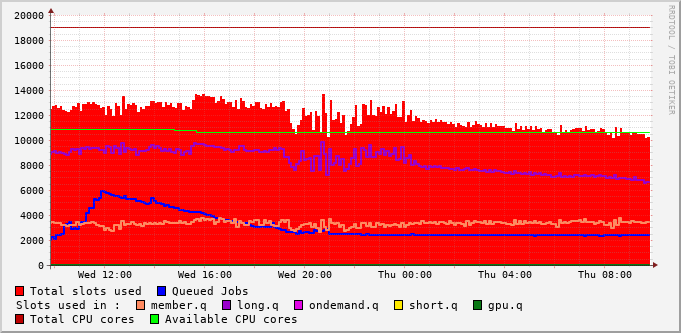 20000
18000
16000
14000
12000
10000
8000
6000
4000
2000
0
Wed 12:00 Wed 16:00 Wed 20:00 Thu 00:00 Thu 04:00 Thu 08:00
Total slots used Queued Jobs
Slots used in : member.q long.q ondemand.q short.q gpu.q
Total CPU cores Available CPU cores
RRDTOOL / TOBI OETIKER